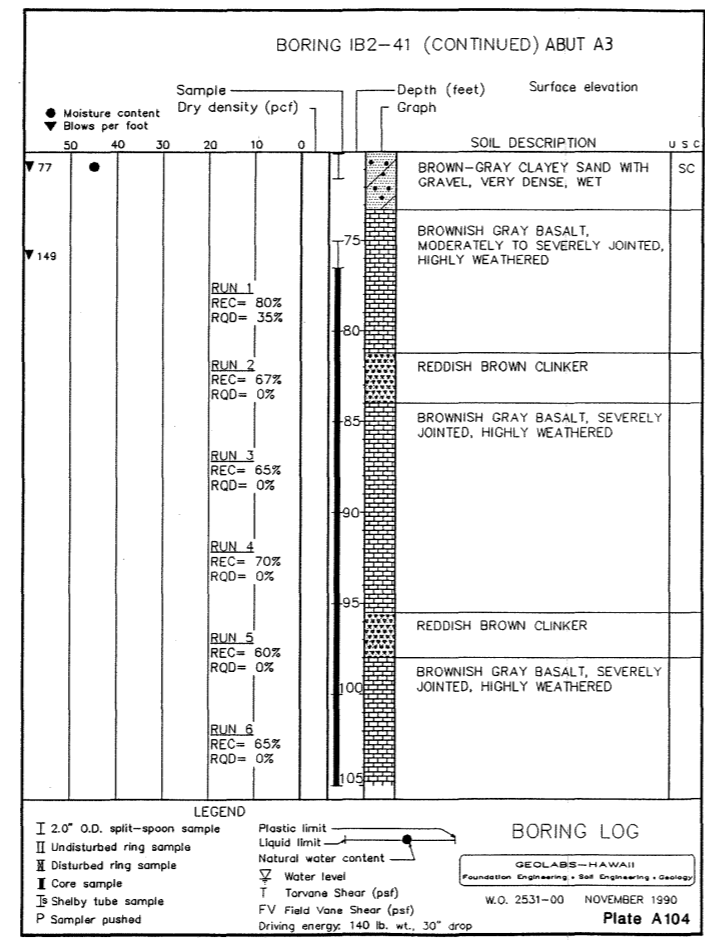 BORING IB2-41 (CONTINUED) ABUT A3
Sample
Depth (feet)
Surface elevation
● Moisture content
Dry density (pcf)
Graph
▼ Blows per foot
50 40 30 20 10 0
SOIL DESCRIPTION
U S C
▼ 77
BROWN-GRAY CLAYEY SAND WITH
GRAVEL, VERY DENSE, WET
SC
75
BROWNISH GRAY BASALT,
MODERATELY TO SEVERELY JOINTED,
HIGHLY WEATHERED
▼ 149
RUN 1
REC= 80%
RQD= 35%
80
RUN 2
REC= 67%
RQD= 0%
REDDISH BROWN CLINKER
85
BROWNISH GRAY BASALT, SEVERELY
JOINTED, HIGHLY WEATHERED
RUN 3
REC= 65%
RQD= 0%
90
RUN 4
REC= 70%
RQD= 0%
95
REDDISH BROWN CLINKER
RUN 5
REC= 60%
RQD= 0%
BROWNISH GRAY BASALT, SEVERELY
JOINTED, HIGHLY WEATHERED
100
RUN 6
REC= 65%
RQD= 0%
105
LEGEND
2.0" O.D. split-spoon sample
Undisturbed ring sample
Disturbed ring sample
Core sample
Ts Shelby tube sample
P Sampler pushed
Plastic limit
Liquid limit
Natural water content
Water level
T Torvane Shear (psf)
FV Field Vane Shear (psf)
Driving energy: 140 lb. wt., 30" drop
BORING LOG
GEOLABS-HAWAII
Foundation Engineering • Soil Engineering • Geology
W.O. 2531-00 NOVEMBER 1990
Plate A104